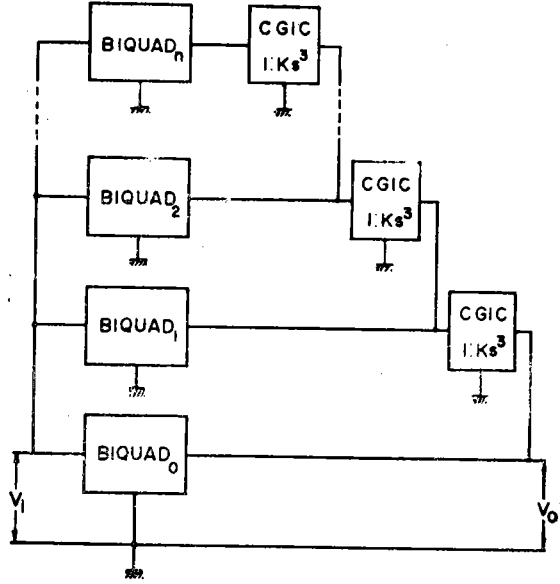 BIQUADₙ
CGIC
1:Ks³
BIQUAD₂
CGIC
1:Ks³
BIQUAD₁
CGIC
1:Ks³
BIQUAD₀
V₁
V₀